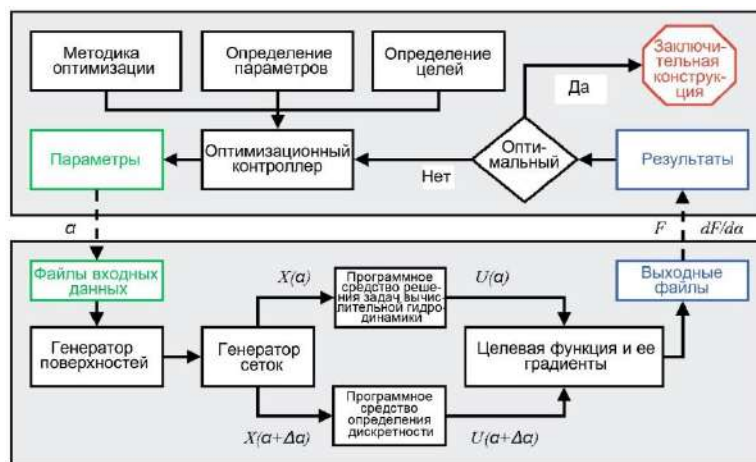 Методика
оптимизации
Определение
параметров
Определение
целей
Заключи-
тельная
конструк-
ция
Да
Параметры
Оптимизационный
контроллер
Нет
Опти-
мальный
Результаты
α
F
dF/dα
Файлы входных
данных
X(α)
Программное
средство реше-
ния задач вычис-
лительной гидро-
динамики
U(α)
Выходные
файлы
Генератор
поверхностей
Генератор
сеток
Целевая функция и ее
градиенты
X(α+Δα)
Программное
средство
определения
дискретности
U(α+Δα)